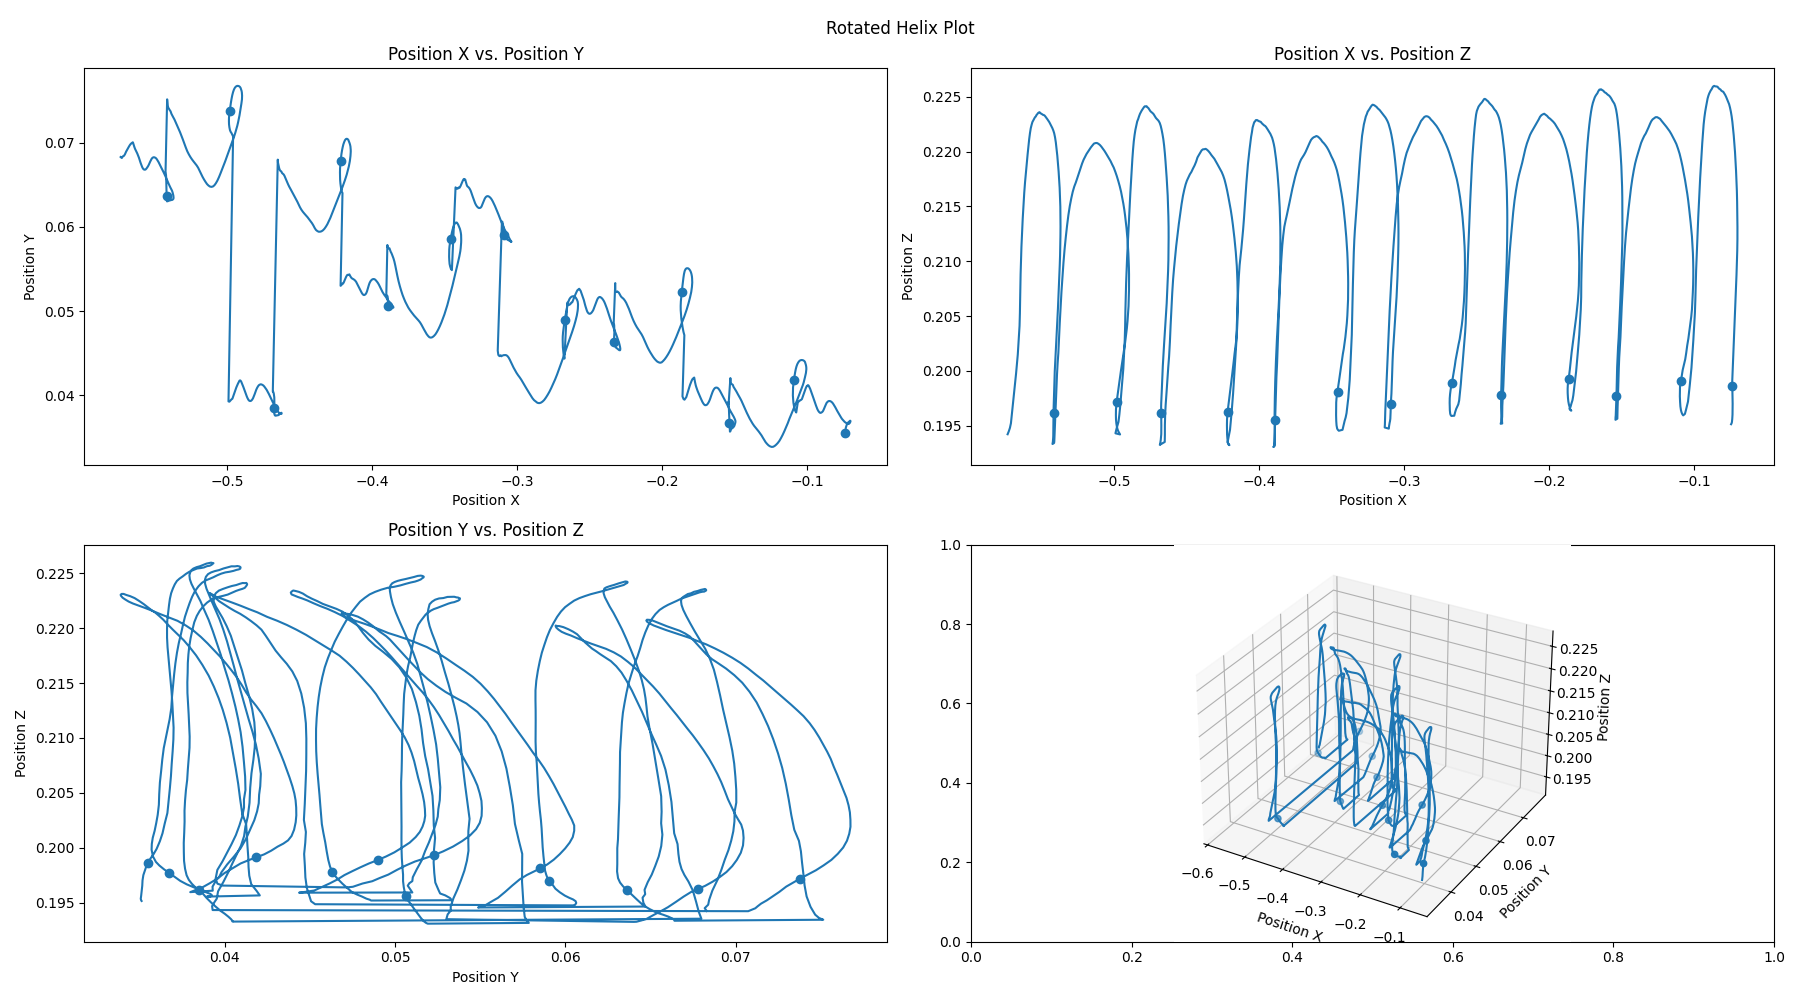 Rotated Helix Plot
Position X vs. Position Y
0.07
0.06
0.05
0.04
Position Y
−0.5 −0.4 −0.3 −0.2 −0.1
Position X
Position X vs. Position Z
0.225
0.220
0.215
0.210
0.205
0.200
0.195
Position Z
−0.5 −0.4 −0.3 −0.2 −0.1
Position X
Position Y vs. Position Z
0.225
0.220
0.215
0.210
0.205
0.200
0.195
Position Z
0.04 0.05 0.06 0.07
Position Y
1.0
0.8
0.6
0.4
0.2
0.0
0.0 0.2 0.4 0.6 0.8 1.0
−0.6
−0.5
−0.4
−0.3
−0.2
−0.1
Position X
0.04
0.05
0.06
0.07
Position Y
0.225
0.220
0.215
0.210
0.205
0.200
0.195
Position Z